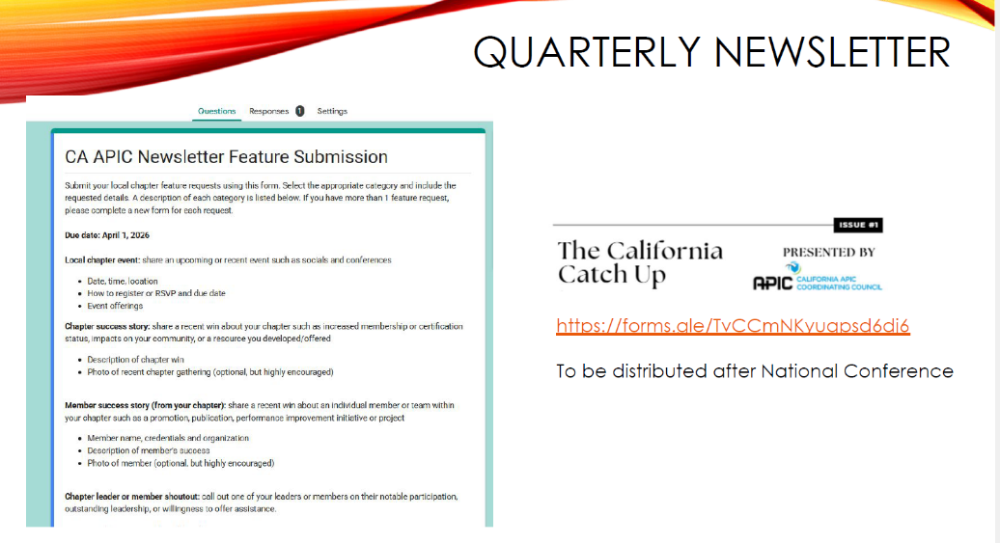 QUARTERLY NEWSLETTER
Questions Responses 1 Settings
CA APIC Newsletter Feature Submission
Submit your local chapter feature requests using this form. Select the appropriate category and include the
requested details. A description of each category is listed below. If you have more than 1 feature request,
please complete a new form for each request.
Due date: April 1, 2026
Local chapter event: share an upcoming or recent event such as socials and conferences
• Date, time, location
• How to register or RSVP and due date
• Event offerings
Chapter success story: share a recent win about your chapter such as increased membership or certification
status, impacts on your community, or a resource you developed/offered
• Description of chapter win
• Photo of recent chapter gathering (optional, but highly encouraged)
Member success story (from your chapter): share a recent win about an individual member or team within
your chapter such as a promotion, publication, performance improvement initiative or project
• Member name, credentials and organization
• Description of member's success
• Photo of member (optional, but highly encouraged)
Chapter leader or member shoutout: call out one of your leaders or members on their notable participation,
outstanding leadership, or willingness to offer assistance.
ISSUE #1
The California
Catch Up
PRESENTED BY
APIC CALIFORNIA APIC
COORDINATING COUNCIL
https://forms.gle/TvCCmNKyuqpsd6dj6
To be distributed after National Conference